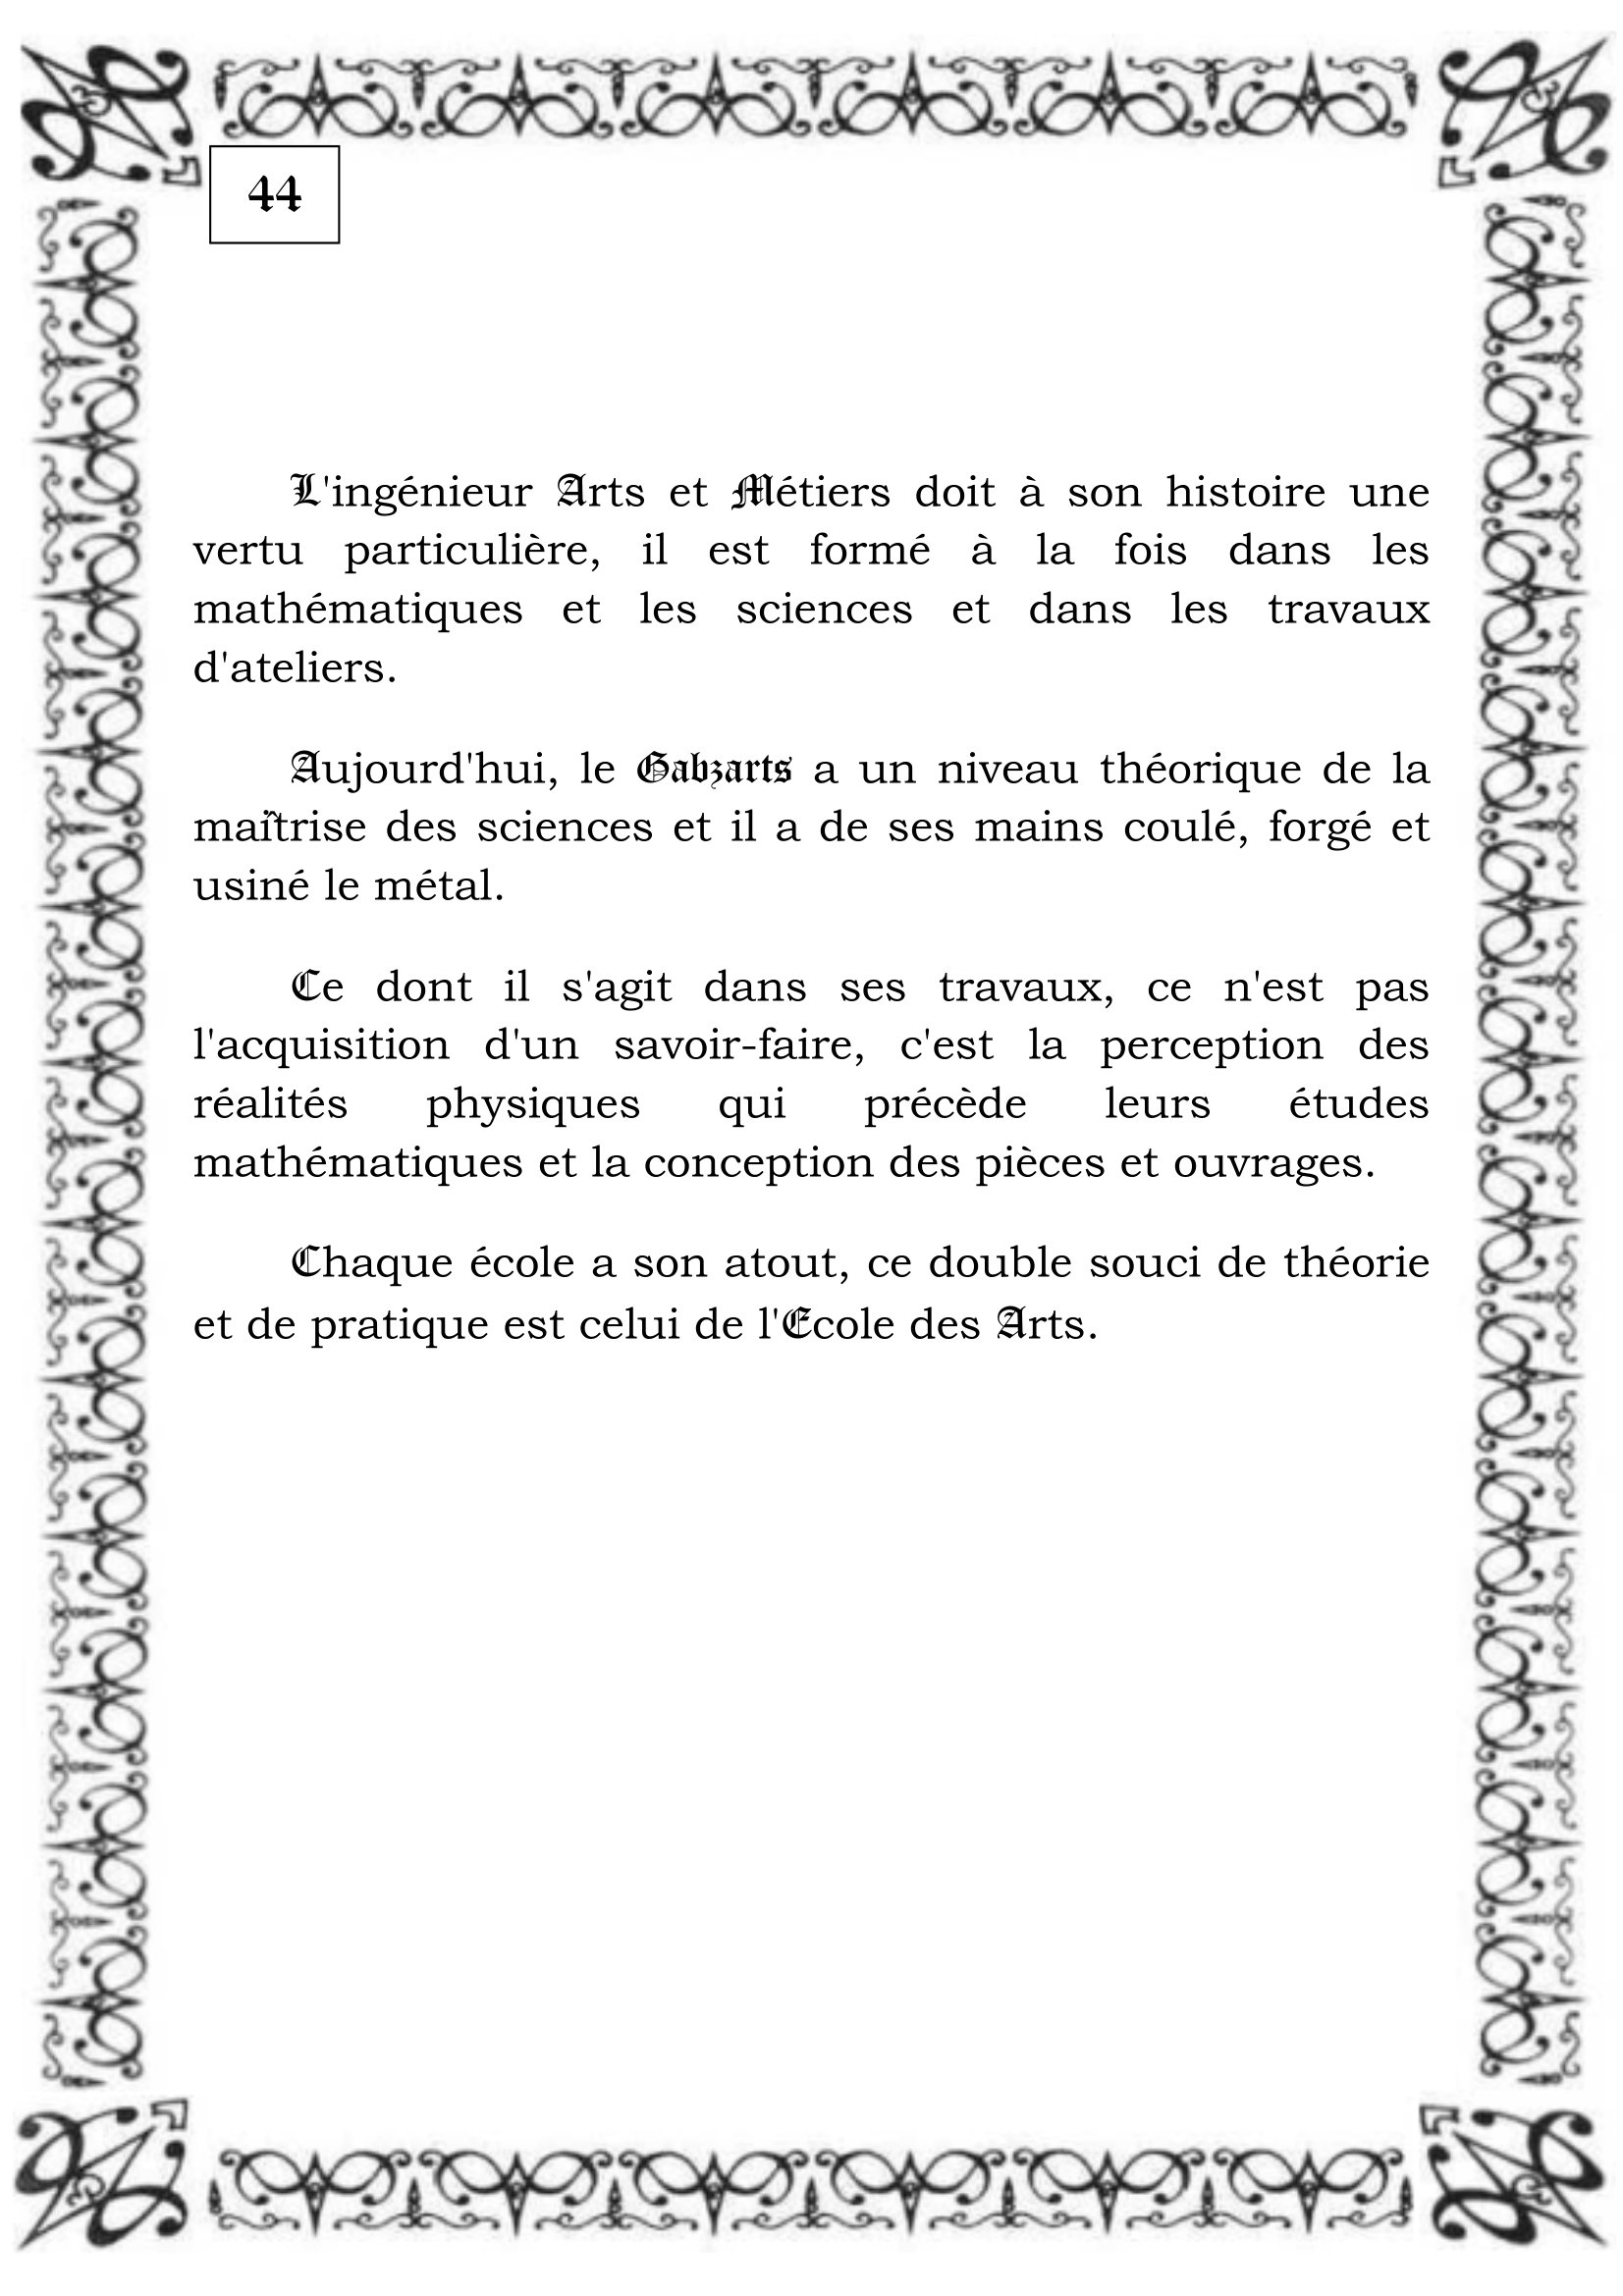 44
L'ingénieur Arts et Métiers doit à son histoire une
vertu particulière, il est formé à la fois dans les
mathématiques et les sciences et dans les travaux
d'ateliers.
Aujourd'hui, le Gadzarts a un niveau théorique de la
maîtrise des sciences et il a de ses mains coulé, forgé et
usiné le métal.
Ce dont il s'agit dans ses travaux, ce n'est pas
l'acquisition d'un savoir-faire, c'est la perception des
réalités physiques qui précède leurs études
mathématiques et la conception des pièces et ouvrages.
Chaque école a son atout, ce double souci de théorie
et de pratique est celui de l'Ecole des Arts.